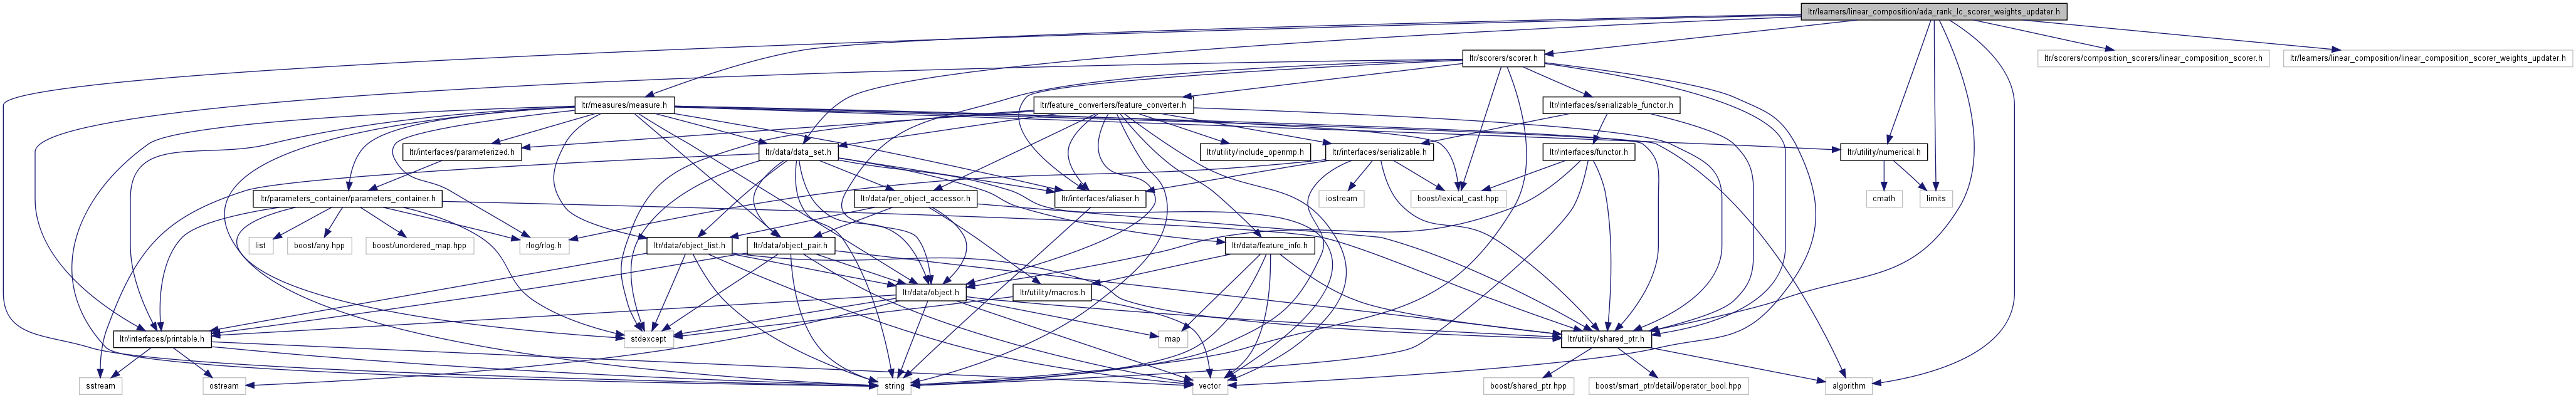 ltr/learners/linear_composition/ada_rank_lc_scorer_weights_updater.h
ltr/scorers/scorer.h
ltr/scorers/composition_scorers/linear_composition_scorer.h
ltr/learners/linear_composition/linear_composition_scorer_weights_updater.h
ltr/measures/measure.h
ltr/feature_converters/feature_converter.h
ltr/interfaces/serializable_functor.h
ltr/interfaces/parameterized.h
ltr/data/data_set.h
ltr/utility/include_openmp.h
ltr/interfaces/serializable.h
ltr/interfaces/functor.h
ltr/utility/numerical.h
ltr/parameters_container/parameters_container.h
ltr/data/per_object_accessor.h
ltr/interfaces/aliaser.h
iostream
boost/lexical_cast.hpp
cmath
limits
list
boost/any.hpp
boost/unordered_map.hpp
rlog/rlog.h
ltr/data/object_list.h
ltr/data/object_pair.h
ltr/data/feature_info.h
ltr/data/object.h
ltr/utility/macros.h
ltr/interfaces/printable.h
stdexcept
map
ltr/utility/shared_ptr.h
sstream
ostream
string
vector
boost/shared_ptr.hpp
boost/smart_ptr/detail/operator_bool.hpp
algorithm